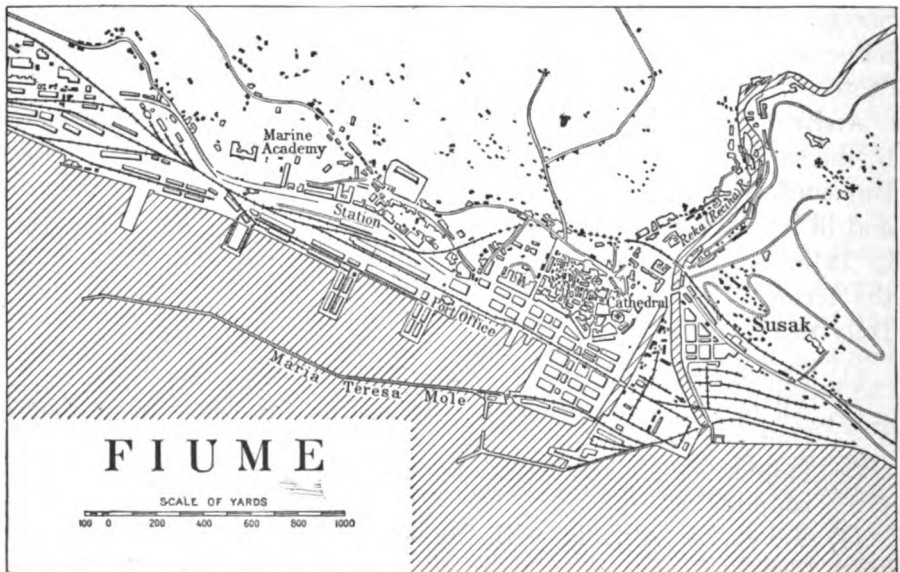 Marine
Academy
Station
Reka / Rečina R.
Cathedral
Port Office
Susak
Maria Teresa Mole
FIUME
SCALE OF YARDS
100 0 200 400 600 800 1000